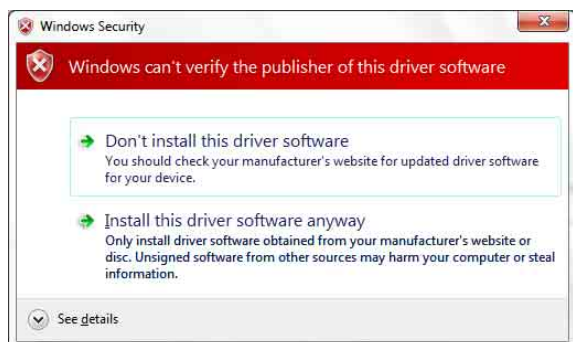 Windows Security
Windows can't verify the publisher of this driver software
Don't install this driver software
You should check your manufacturer's website for updated driver software
for your device.
Install this driver software anyway
Only install driver software obtained from your manufacturer's website or
disc. Unsigned software from other sources may harm your computer or steal
information.
See details